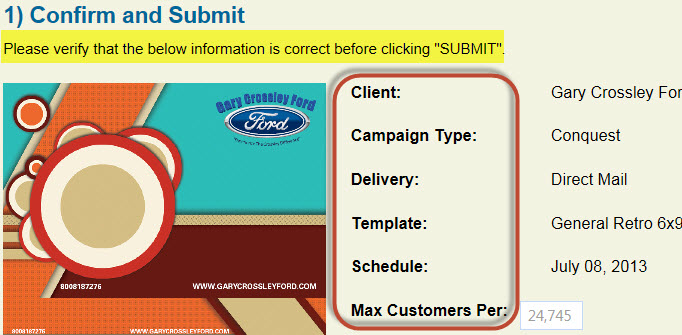 1) Confirm and Submit
Please verify that the below information is correct before clicking "SUBMIT".
Gary Crossley Ford
Ford
8008187276 WWW.GARYCROSSLEYFORD.COM
8008187276 WWW.GARYCROSSLEYFORD.COM
Client: Gary Crossley For
Campaign Type: Conquest
Delivery: Direct Mail
Template: General Retro 6x9
Schedule: July 08, 2013
Max Customers Per: 24,745